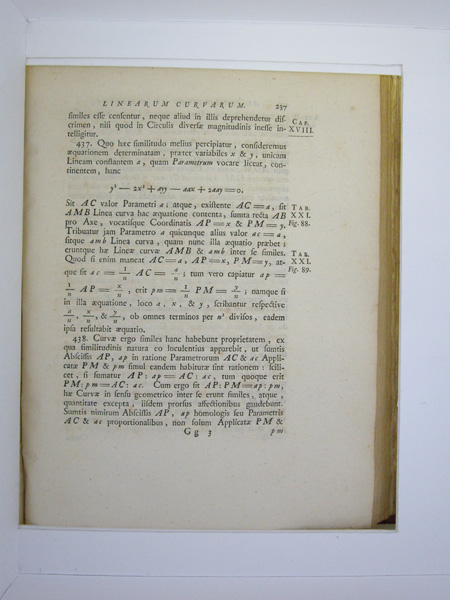 LINEARUM CURVARUM. 237
similes esse censentur, neque aliud in illis deprehendetur dis-
crimen, nisi quod in Circulis diversæ magnitudinis inesse in-
telligitur.
CAP. XVIII.
437. Quo hæc similitudo melius percipiatur, consideremus
æquationem determinatam, præter variabiles x & y, unicam
Lineam constantem a, quam Parametrum vocare liceat, con-
tinentem, hanc
y³ — 2x³ + ayy — aax + 2aay = 0.
Sit AC valor Parametri a; atque, existente AC = a, sit
AMB Linea curva hac æquatione contenta, sumta recta AB
pro Axe, vocatisque Coordinatis AP = x & PM = y.
TAB. XXI.
Fig. 88.
Tribuatur jam Parametro a quicunque alius valor ac = a,
sitque amb Linea curva, quam nunc illa æquatio præbet;
eruntque hæ Lineæ curvæ AMB & amb inter se similes.
Quod si enim maneat AC = a, AP = x, PM = y, at-
TAB. XXI.
Fig. 89.
que sit ac = 1/n AC = a/n; tum vero capiatur ap =
1/n AP = x/n, erit pm = 1/n PM = y/n; namque si
in illa æquatione, loco a, x, & y, scribantur respective
a/n, x/n, & y/n, ob omnes terminos per n³ divisos, eadem
ipsa resultabit æquatio.
438. Curvæ ergo similes hanc habebunt proprietatem, ex
qua similitudinis natura eo luculentius apparebit, ut sumtis
Abscissis AP, ap in ratione Parametrorum AC & ac Appli-
catæ PM & pm simul eandem habituræ sint rationem: scili-
cet, si sumatur AP : ap = AC : ac, tum quoque erit
PM : pm = AC : ac. Cum ergo sit AP : PM = ap : pm,
hæ Curvæ in sensu geometrico inter se erunt similes, atque,
quantitate excepta, iisdem prorsus affectionibus gaudebunt.
Sumtis nimirum Abscissis AP, ap homologis seu Parametris
AC & ac proportionalibus, non solum Applicatæ PM &
G g 3 pm